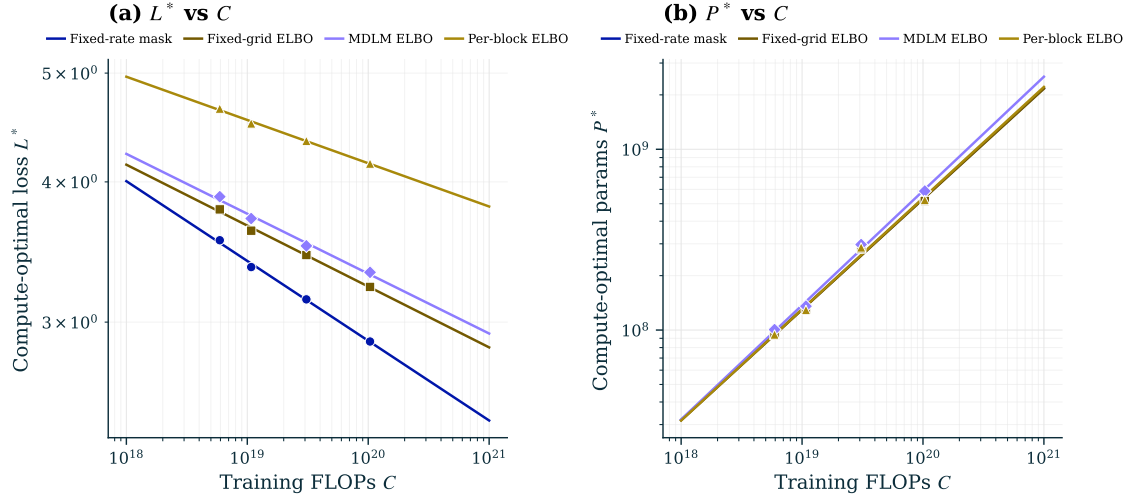 (a) L* vs C
Fixed-rate mask Fixed-grid ELBO MDLM ELBO Per-block ELBO
5 × 10⁰
4 × 10⁰
3 × 10⁰
Compute-optimal loss L*
10¹⁸ 10¹⁹ 10²⁰ 10²¹
Training FLOPs C
(b) P* vs C
Fixed-rate mask Fixed-grid ELBO MDLM ELBO Per-block ELBO
10⁹
10⁸
Compute-optimal params P*
10¹⁸ 10¹⁹ 10²⁰ 10²¹
Training FLOPs C